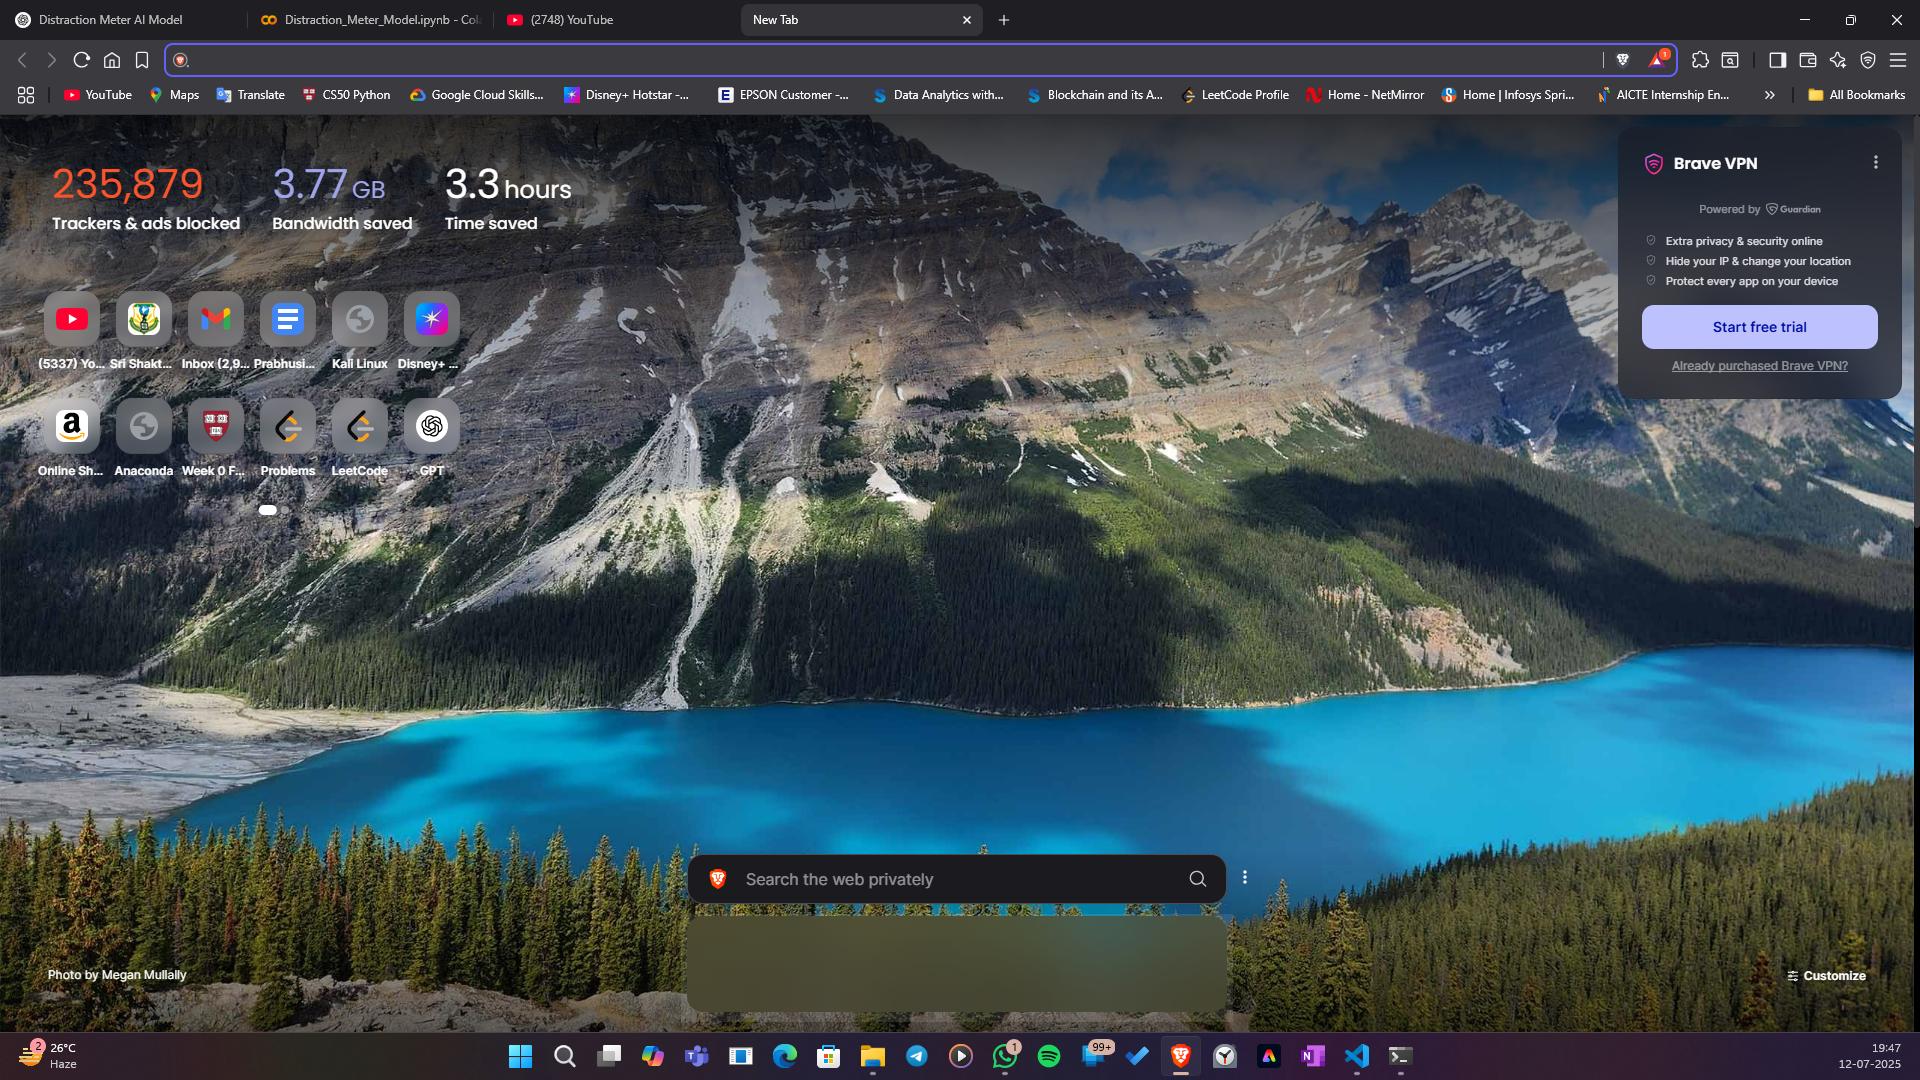 Distraction Meter AI Model
Distraction_Meter_Model.ipynb - Col
(2748) YouTube
New Tab
1
YouTube
Maps
Translate
CS50 Python
Google Cloud Skills...
Disney+ Hotstar -...
EPSON Customer -...
Data Analytics with...
Blockchain and its A...
LeetCode Profile
Home - NetMirror
Home | Infosys Spri...
AICTE Internship En...
All Bookmarks
235,879
3.77 GB
3.3 hours
Trackers & ads blocked
Bandwidth saved
Time saved
Brave VPN
Powered by Guardian
Extra privacy & security online
Hide your IP & change your location
Protect every app on your device
Start free trial
Already purchased Brave VPN?
(5337) Yo...
Sri Shakt...
Inbox (2,9...
Prabhusi...
Kali Linux
Disney+ ...
Online Sh...
Anaconda
Week 0 F...
Problems
LeetCode
GPT
Search the web privately
Photo by Megan Mullally
Customize
2
26°C
Haze
1
99+
19:47
12-07-2025